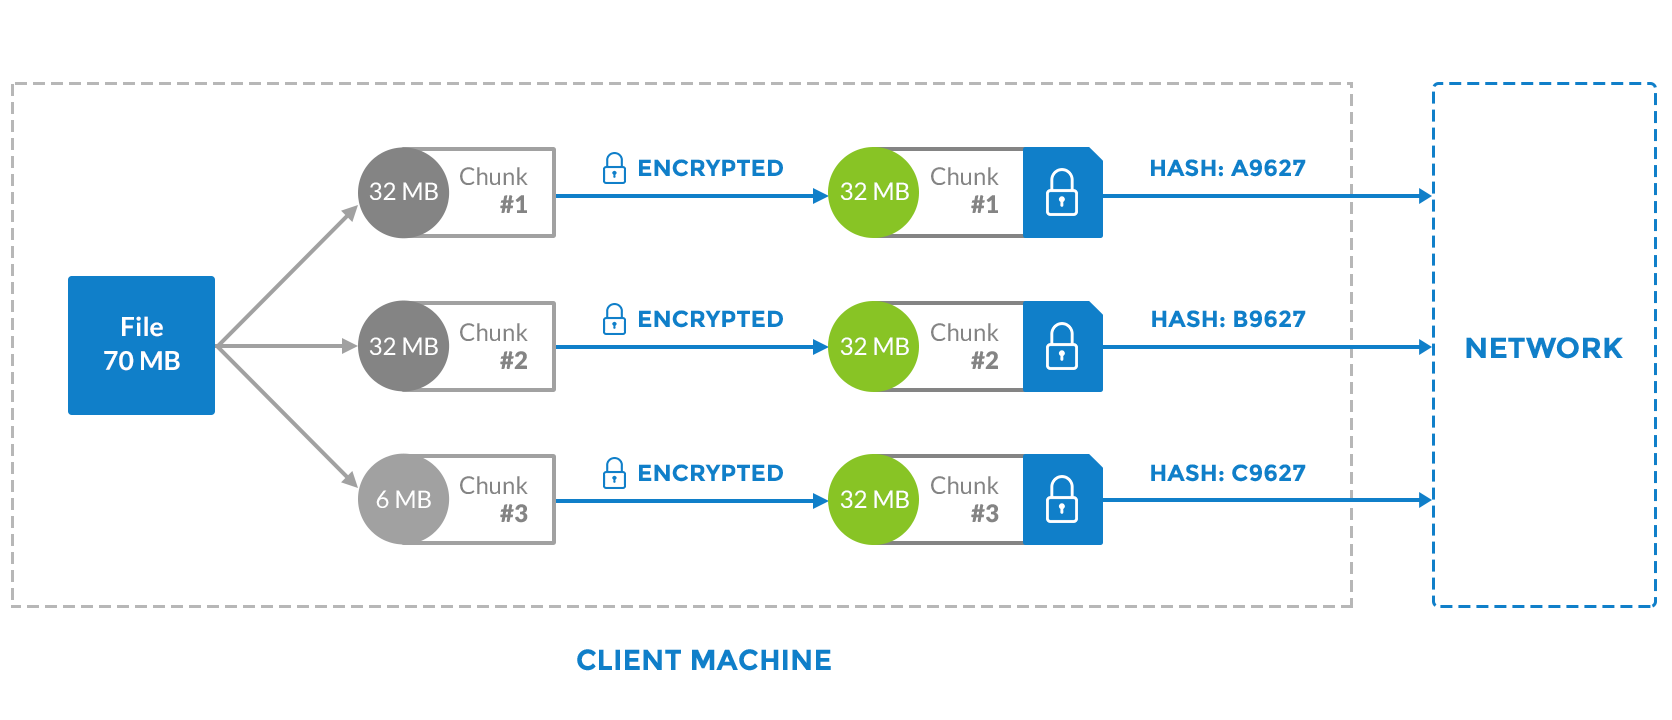 32 MB
Chunk
#1
ENCRYPTED
32 MB
Chunk
#1
HASH: A9627
File
70 MB
32 MB
Chunk
#2
ENCRYPTED
32 MB
Chunk
#2
HASH: B9627
NETWORK
6 MB
Chunk
#3
ENCRYPTED
32 MB
Chunk
#3
HASH: C9627
CLIENT MACHINE